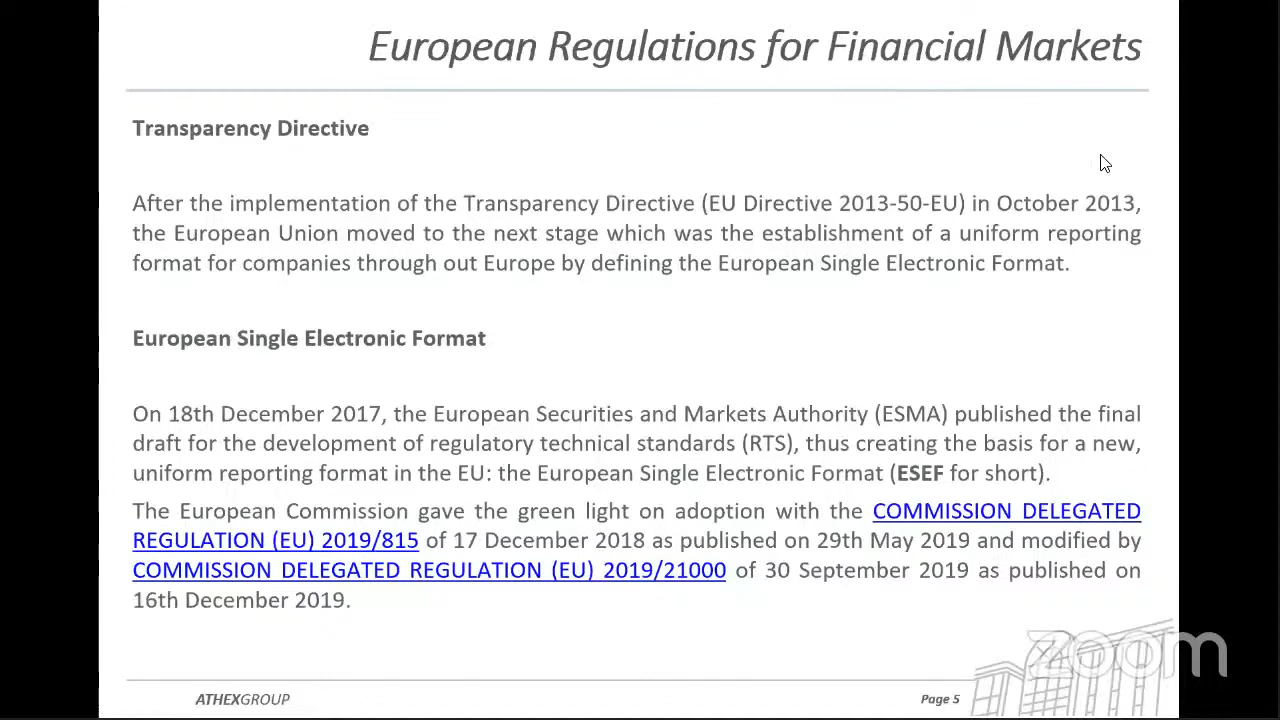 European Regulations for Financial Markets
Transparency Directive
After the implementation of the Transparency Directive (EU Directive 2013-50-EU) in October 2013,
the European Union moved to the next stage which was the establishment of a uniform reporting
format for companies through out Europe by defining the European Single Electronic Format.
European Single Electronic Format
On 18th December 2017, the European Securities and Markets Authority (ESMA) published the final
draft for the development of regulatory technical standards (RTS), thus creating the basis for a new,
uniform reporting format in the EU: the European Single Electronic Format (ESEF for short).
The European Commission gave the green light on adoption with the COMMISSION DELEGATED
REGULATION (EU) 2019/815 of 17 December 2018 as published on 29th May 2019 and modified by
COMMISSION DELEGATED REGULATION (EU) 2019/21000 of 30 September 2019 as published on
16th December 2019.
zoom
ATHEXGROUP
Page 5